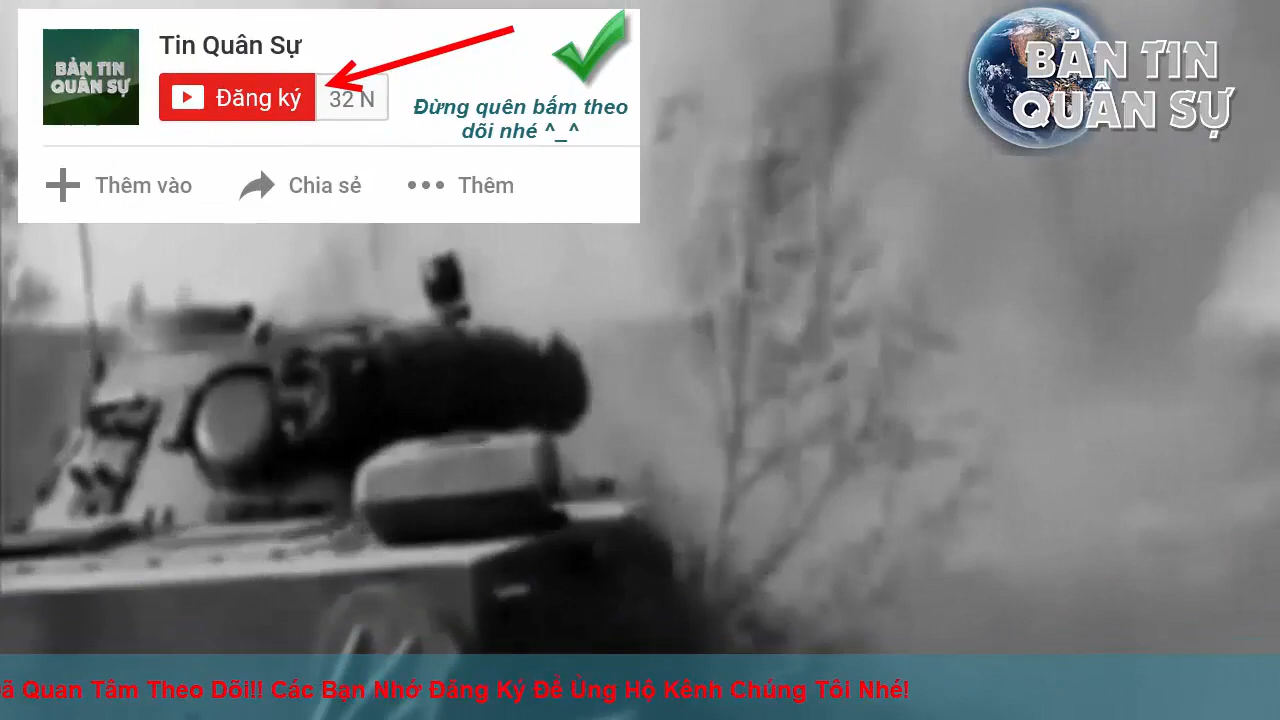 Tin Quân Sự
BẢN TIN
QUÂN SỰ
Đăng ký
32 N
Đừng quên bấm theo
dõi nhé ^_^
Thêm vào
Chia sẻ
Thêm
BẢN TIN
QUÂN SỰ
ã Quan Tâm Theo Dõi!! Các Bạn Nhớ Đăng Ký Để Ủng Hộ Kênh Chúng Tôi Nhé!